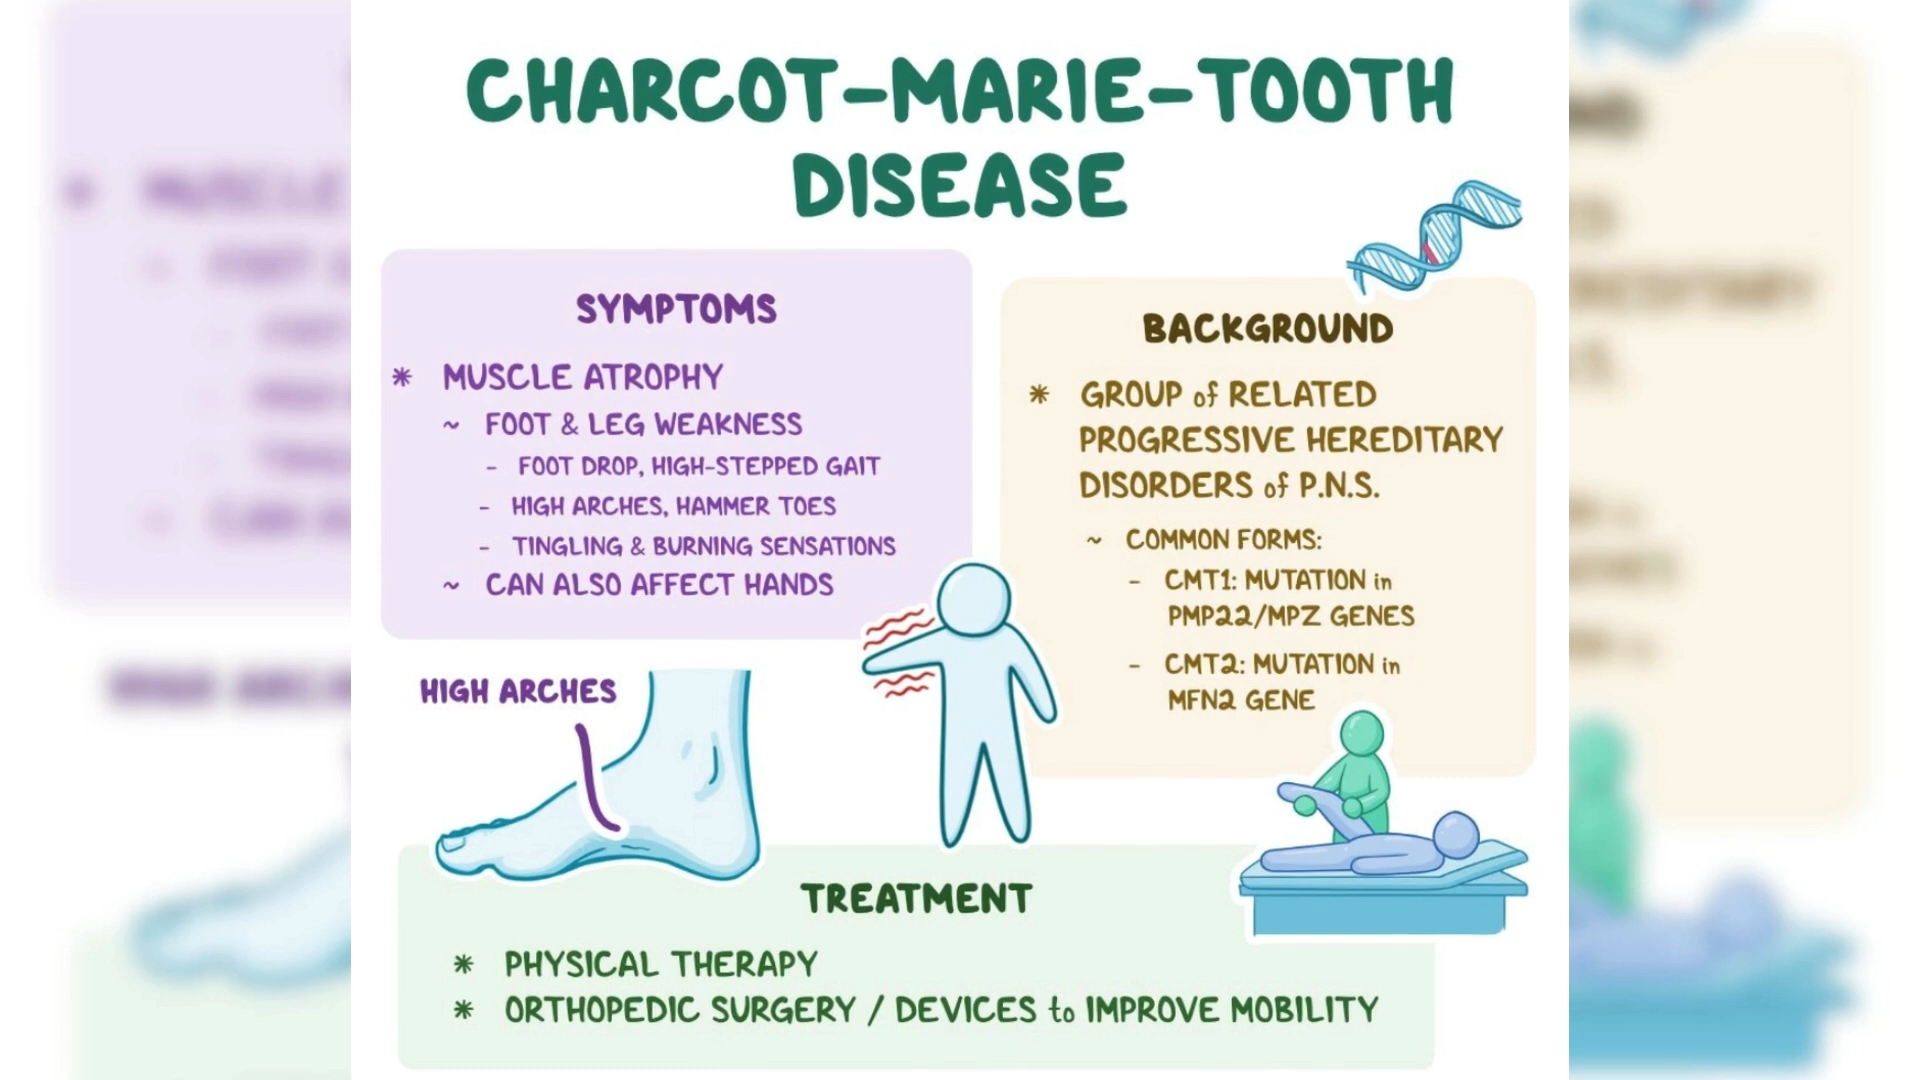 CHARCOT-MARIE-TOOTH
DISEASE
SYMPTOMS
* MUSCLE ATROPHY
~ FOOT & LEG WEAKNESS
- FOOT DROP, HIGH-STEPPED GAIT
- HIGH ARCHES, HAMMER TOES
- TINGLING & BURNING SENSATIONS
~ CAN ALSO AFFECT HANDS
HIGH ARCHES
BACKGROUND
* GROUP of RELATED
PROGRESSIVE HEREDITARY
DISORDERS of P.N.S.
~ COMMON FORMS:
- CMT1: MUTATION in
PMP22/MPZ GENES
- CMT2: MUTATION in
MFN2 GENE
TREATMENT
* PHYSICAL THERAPY
* ORTHOPEDIC SURGERY / DEVICES to IMPROVE MOBILITY